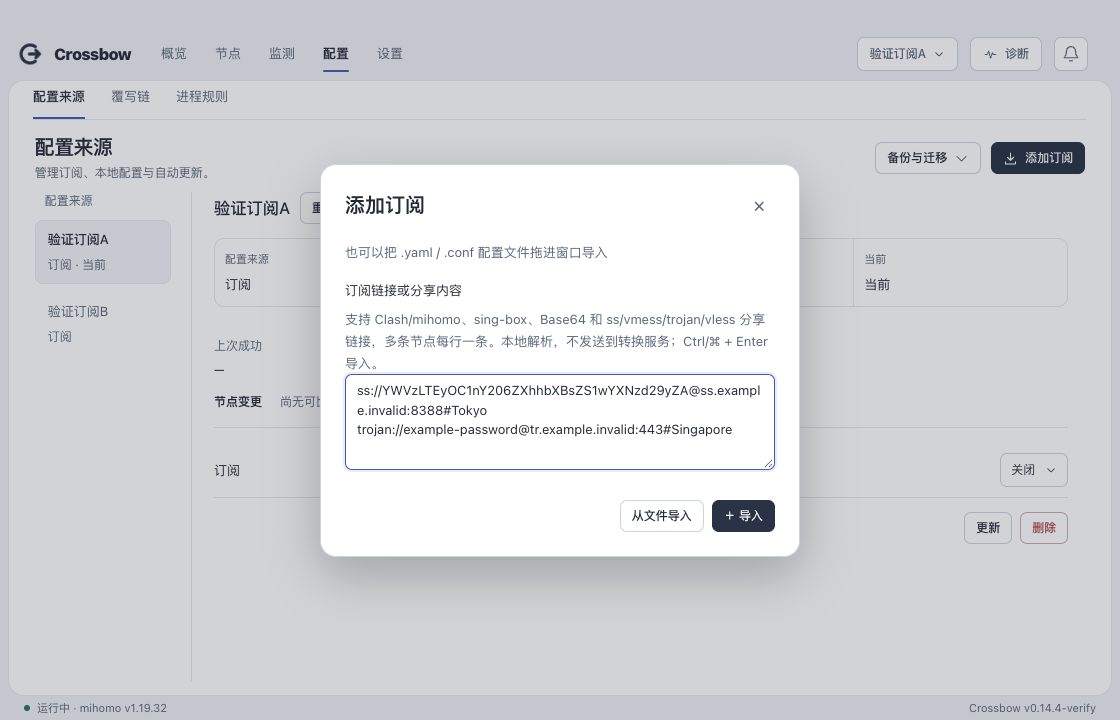 Crossbow
概览
节点
监测
配置
设置
验证订阅A
诊断
配置来源
覆写链
进程规则
配置来源
管理订阅、本地配置与自动更新。
备份与迁移
添加订阅
配置来源
验证订阅A
订阅 · 当前
验证订阅B
订阅
验证订阅A
配置来源
订阅
当前
当前
上次成功
—
节点变更
尚无可
订阅
关闭
更新
删除
添加订阅
也可以把 .yaml / .conf 配置文件拖进窗口导入
订阅链接或分享内容
支持 Clash/mihomo、sing-box、Base64 和 ss/vmess/trojan/vless 分享
链接，多条节点每行一条。本地解析，不发送到转换服务；Ctrl/⌘ + Enter
导入。
ss://YWVzLTEyOC1nY206ZXhhbXBsZS1wYXNzd29yZA@ss.exampl
e.invalid:8388#Tokyo
trojan://example-password@tr.example.invalid:443#Singapore
从文件导入
+ 导入
运行中 · mihomo v1.19.32
Crossbow v0.14.4-verify